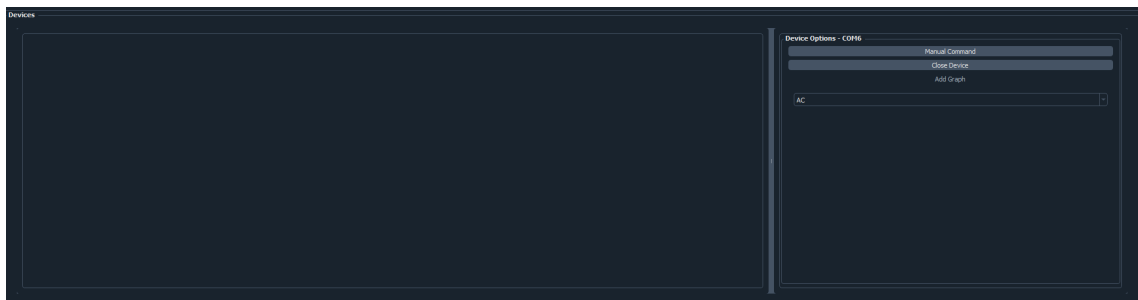 Devices
Device Options - COM6
Manual Command
Close Device
Add Graph
AC